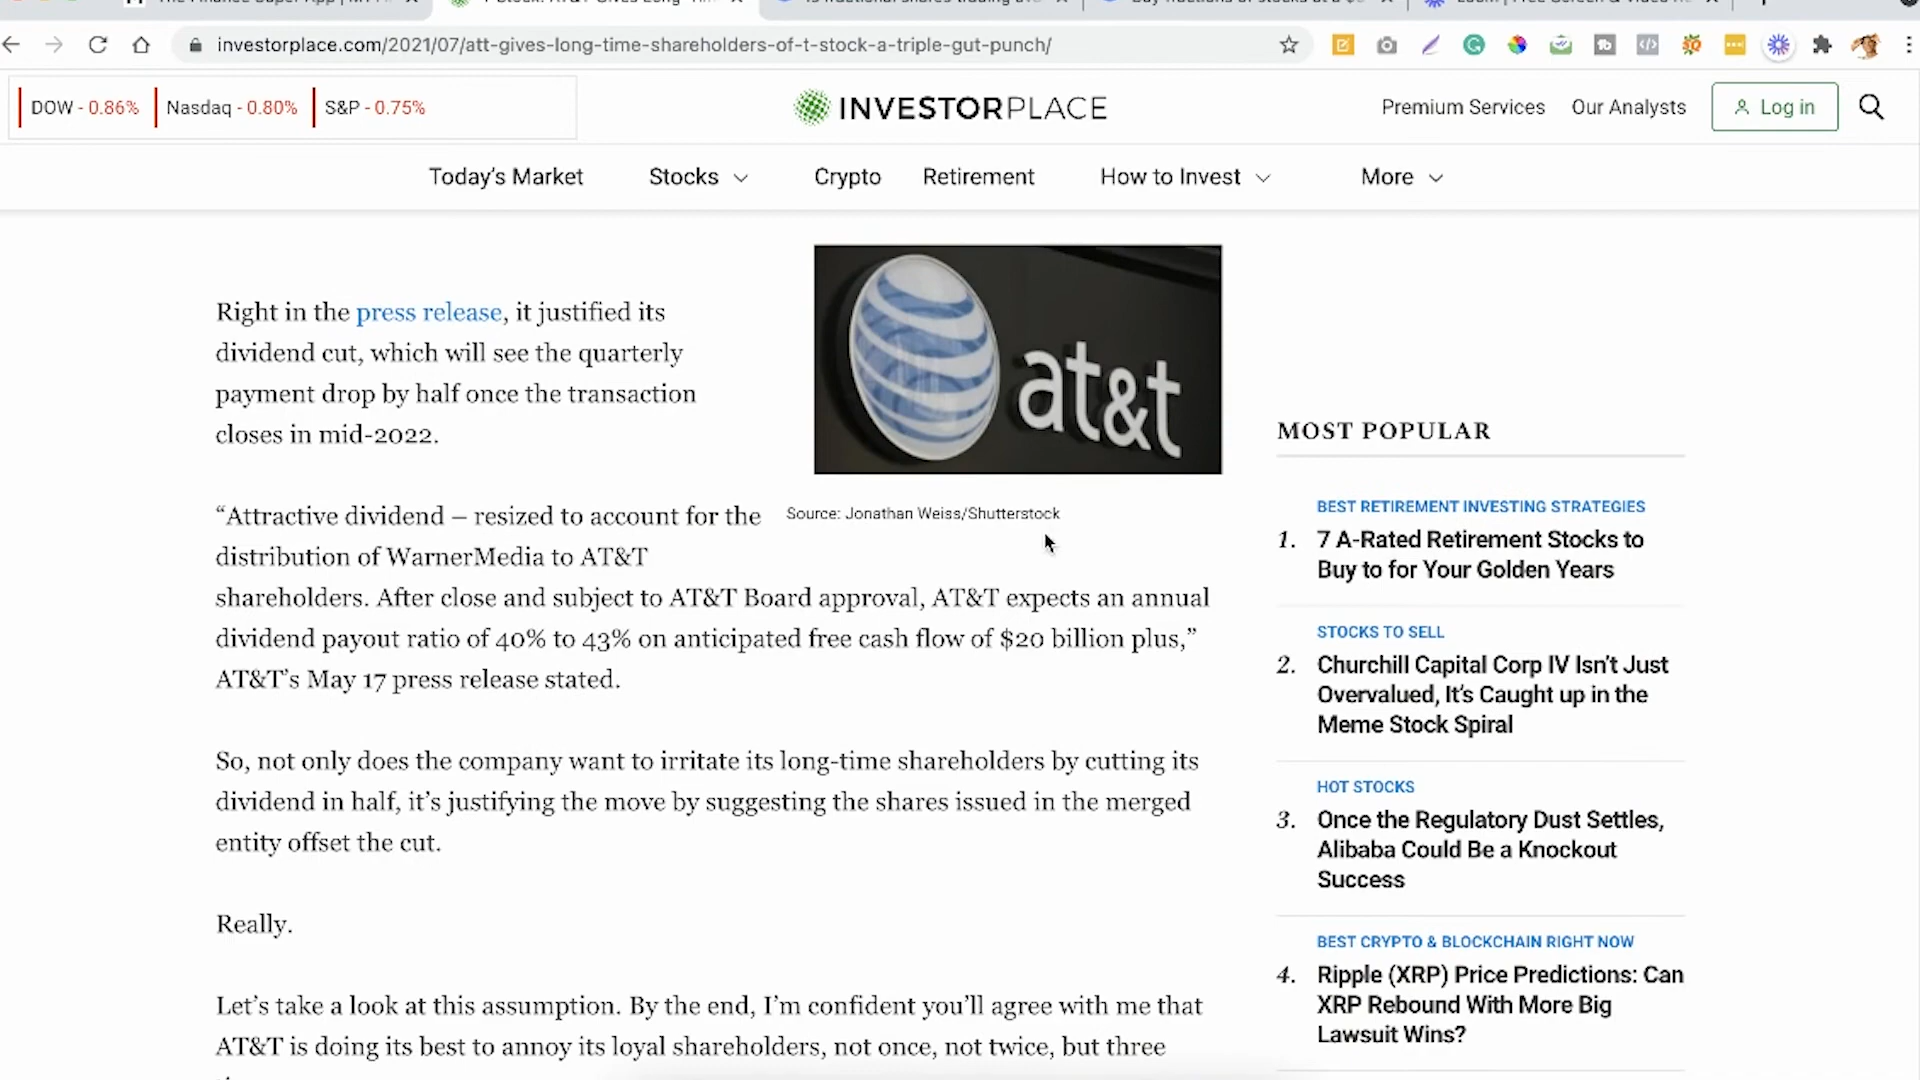 investorplace.com/2021/07/att-gives-long-time-shareholders-of-t-stock-a-triple-gut-punch/
DOW - 0.86%
Nasdaq - 0.80%
S&P - 0.75%
INVESTORPLACE
Premium Services
Our Analysts
Log in
Today's Market
Stocks
Crypto
Retirement
How to Invest
More
Right in the press release, it justified its
dividend cut, which will see the quarterly
payment drop by half once the transaction
closes in mid-2022.
at&t
Source: Jonathan Weiss/Shutterstock
“Attractive dividend – resized to account for the
distribution of WarnerMedia to AT&T
shareholders. After close and subject to AT&T Board approval, AT&T expects an annual
dividend payout ratio of 40% to 43% on anticipated free cash flow of $20 billion plus,”
AT&T’s May 17 press release stated.
So, not only does the company want to irritate its long-time shareholders by cutting its
dividend in half, it’s justifying the move by suggesting the shares issued in the merged
entity offset the cut.
Really.
Let’s take a look at this assumption. By the end, I’m confident you’ll agree with me that
AT&T is doing its best to annoy its loyal shareholders, not once, not twice, but three
MOST POPULAR
BEST RETIREMENT INVESTING STRATEGIES
1. 7 A-Rated Retirement Stocks to
Buy to for Your Golden Years
STOCKS TO SELL
2. Churchill Capital Corp IV Isn’t Just
Overvalued, It’s Caught up in the
Meme Stock Spiral
HOT STOCKS
3. Once the Regulatory Dust Settles,
Alibaba Could Be a Knockout
Success
BEST CRYPTO & BLOCKCHAIN RIGHT NOW
4. Ripple (XRP) Price Predictions: Can
XRP Rebound With More Big
Lawsuit Wins?